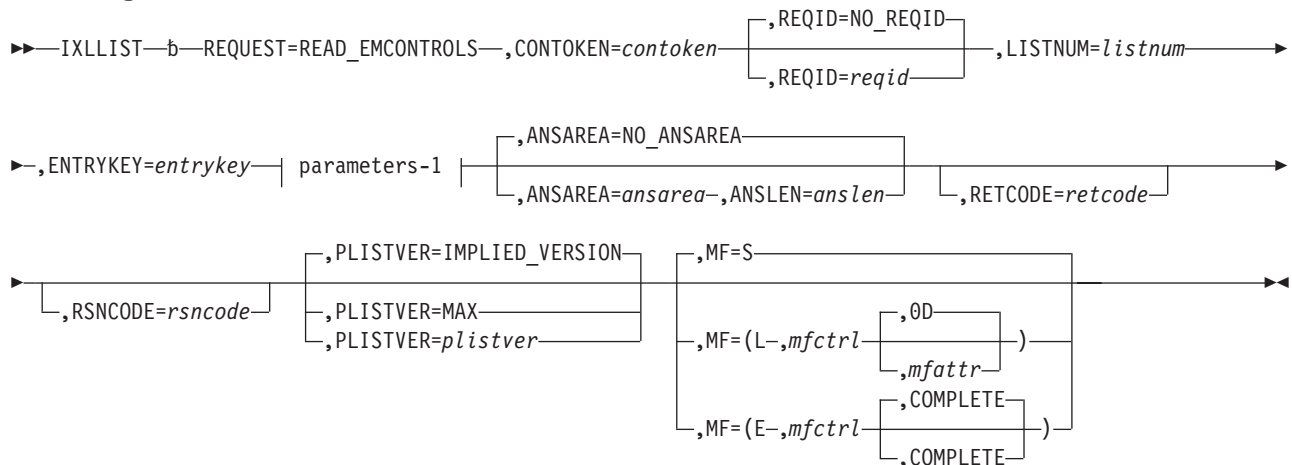 ,REQID=NO_REQID
IXLLIST ƀ REQUEST=READ_EMCONTROLS ,CONTOKEN=contoken ,LISTNUM=listnum
,REQID=reqid
,ANSAREA=NO_ANSAREA
,ENTRYKEY=entrykey parameters-1
,ANSAREA=ansarea ,ANSLEN=anslen ,RETCODE=retcode
,PLISTVER=IMPLIED_VERSION ,MF=S
,RSNCODE=rsncode ,PLISTVER=MAX ,0D
,PLISTVER=plistver ,MF=(L ,mfctrl )
,mfattr
,COMPLETE
,MF=(E ,mfctrl )
,COMPLETE